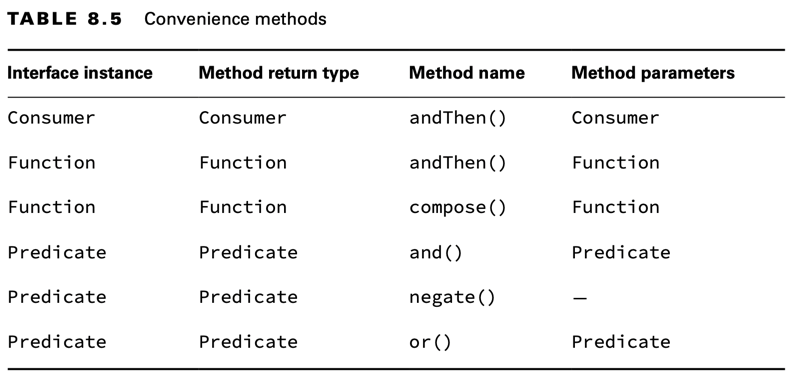 TABLE 8.5 Convenience methods
Interface instance Method return type Method name Method parameters
Consumer Consumer andThen() Consumer
Function Function andThen() Function
Function Function compose() Function
Predicate Predicate and() Predicate
Predicate Predicate negate() —
Predicate Predicate or() Predicate